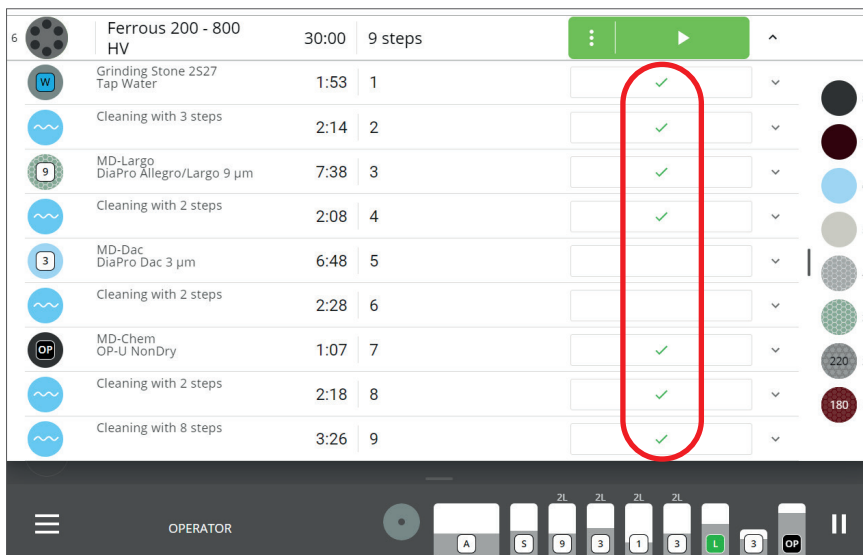 6 Ferrous 200 - 800 HV 30:00 9 steps
W Grinding Stone 2S27
Tap Water 1:53 1
Cleaning with 3 steps 2:14 2
9 MD-Largo
DiaPro Allegro/Largo 9 µm 7:38 3
Cleaning with 2 steps 2:08 4
3 MD-Dac
DiaPro Dac 3 µm 6:48 5
Cleaning with 2 steps 2:28 6
OP MD-Chem
OP-U NonDry 1:07 7
220
Cleaning with 2 steps 2:18 8
180
Cleaning with 8 steps 3:26 9
2L 2L 2L 2L
OPERATOR
A S 9 3 1 3 L 3 OP